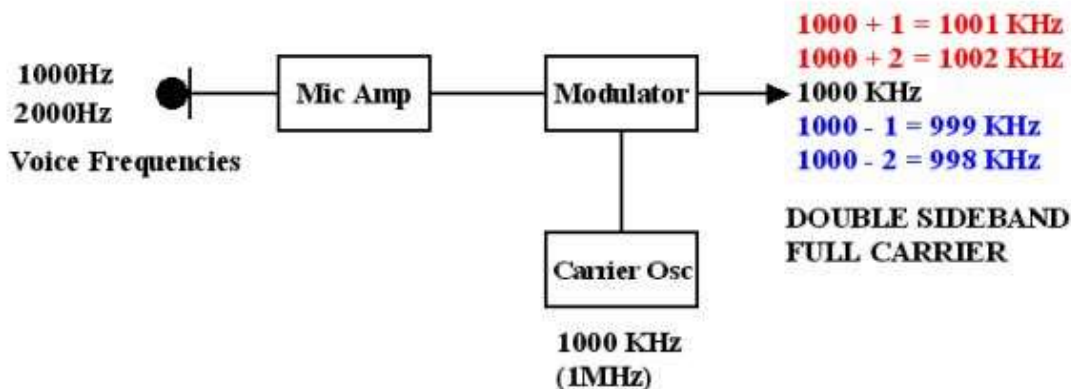 1000Hz
2000Hz
Voice Frequencies
Mic Amp
Modulator
1000 + 1 = 1001 KHz
1000 + 2 = 1002 KHz
1000 KHz
1000 - 1 = 999 KHz
1000 - 2 = 998 KHz
DOUBLE SIDEBAND
FULL CARRIER
Carrier Osc
1000 KHz
(1MHz)